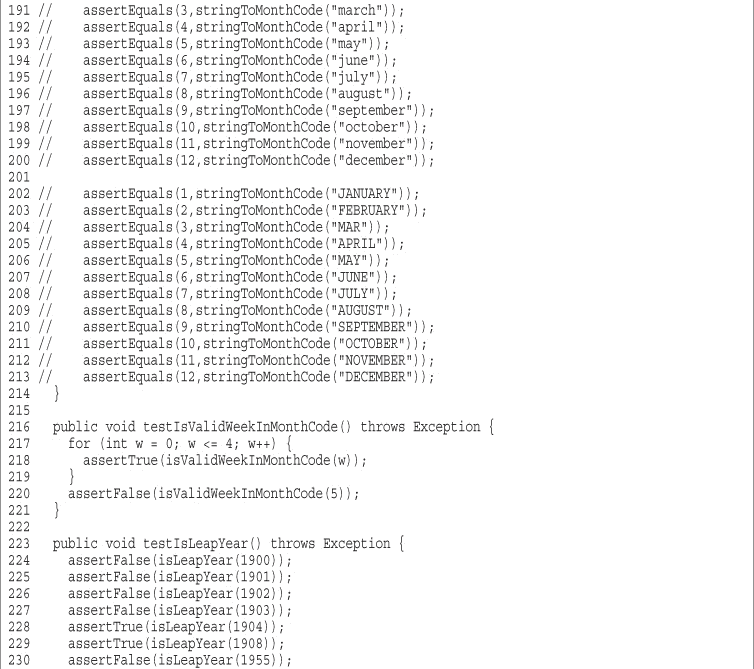 191 //    assertEquals(3,stringToMonthCode("march"));
192 //    assertEquals(4,stringToMonthCode("april"));
193 //    assertEquals(5,stringToMonthCode("may"));
194 //    assertEquals(6,stringToMonthCode("june"));
195 //    assertEquals(7,stringToMonthCode("july"));
196 //    assertEquals(8,stringToMonthCode("august"));
197 //    assertEquals(9,stringToMonthCode("september"));
198 //    assertEquals(10,stringToMonthCode("october"));
199 //    assertEquals(11,stringToMonthCode("november"));
200 //    assertEquals(12,stringToMonthCode("december"));
201
202 //    assertEquals(1,stringToMonthCode("JANUARY"));
203 //    assertEquals(2,stringToMonthCode("FEBRUARY"));
204 //    assertEquals(3,stringToMonthCode("MAR"));
205 //    assertEquals(4,stringToMonthCode("APRIL"));
206 //    assertEquals(5,stringToMonthCode("MAY"));
207 //    assertEquals(6,stringToMonthCode("JUNE"));
208 //    assertEquals(7,stringToMonthCode("JULY"));
209 //    assertEquals(8,stringToMonthCode("AUGUST"));
210 //    assertEquals(9,stringToMonthCode("SEPTEMBER"));
211 //    assertEquals(10,stringToMonthCode("OCTOBER"));
212 //    assertEquals(11,stringToMonthCode("NOVEMBER"));
213 //    assertEquals(12,stringToMonthCode("DECEMBER"));
214   }
215
216   public void testIsValidWeekInMonthCode() throws Exception {
217     for (int w = 0; w <= 4; w++) {
218       assertTrue(isValidWeekInMonthCode(w));
219     }
220     assertFalse(isValidWeekInMonthCode(5));
221   }
222
223   public void testIsLeapYear() throws Exception {
224     assertFalse(isLeapYear(1900));
225     assertFalse(isLeapYear(1901));
226     assertFalse(isLeapYear(1902));
227     assertFalse(isLeapYear(1903));
228     assertTrue(isLeapYear(1904));
229     assertTrue(isLeapYear(1908));
230     assertFalse(isLeapYear(1955));